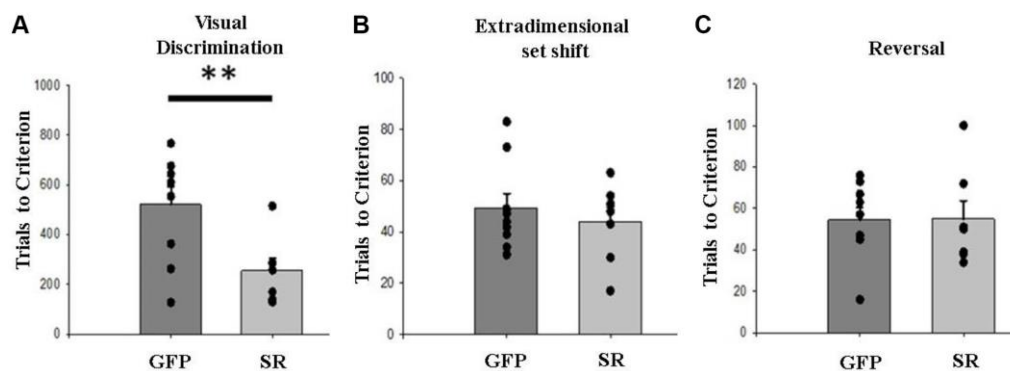 A
Visual
Discrimination
**
Trials to Criterion
1000
800
600
400
200
0
GFP
SR
B
Extradimensional
set shift
Trials to Criterion
100
80
60
40
20
0
GFP
SR
C
Reversal
Trials to Criterion
120
100
80
60
40
20
0
GFP
SR